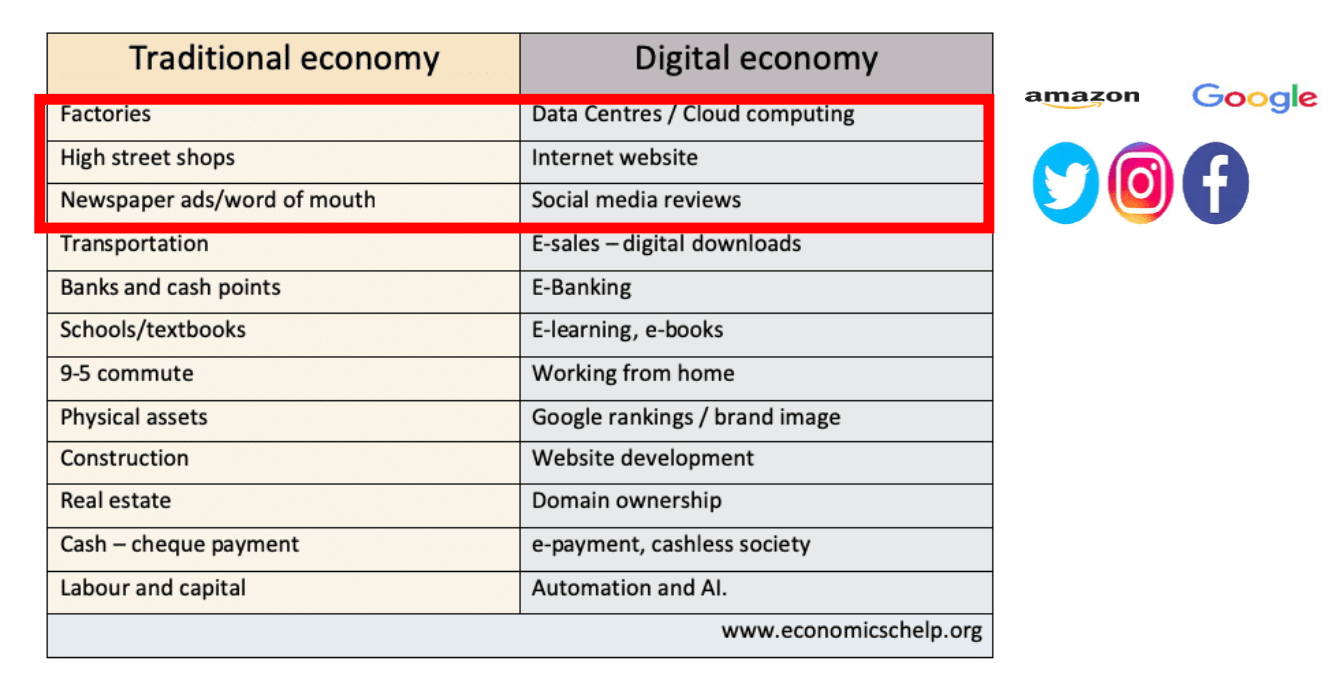 Traditional economy
Digital economy
amazon
Google
Factories
Data Centres / Cloud computing
High street shops
Internet website
Newspaper ads/word of mouth
Social media reviews
Transportation
E-sales – digital downloads
Banks and cash points
E-Banking
Schools/textbooks
E-learning, e-books
9-5 commute
Working from home
Physical assets
Google rankings / brand image
Construction
Website development
Real estate
Domain ownership
Cash – cheque payment
e-payment, cashless society
Labour and capital
Automation and AI.
www.economicschelp.org